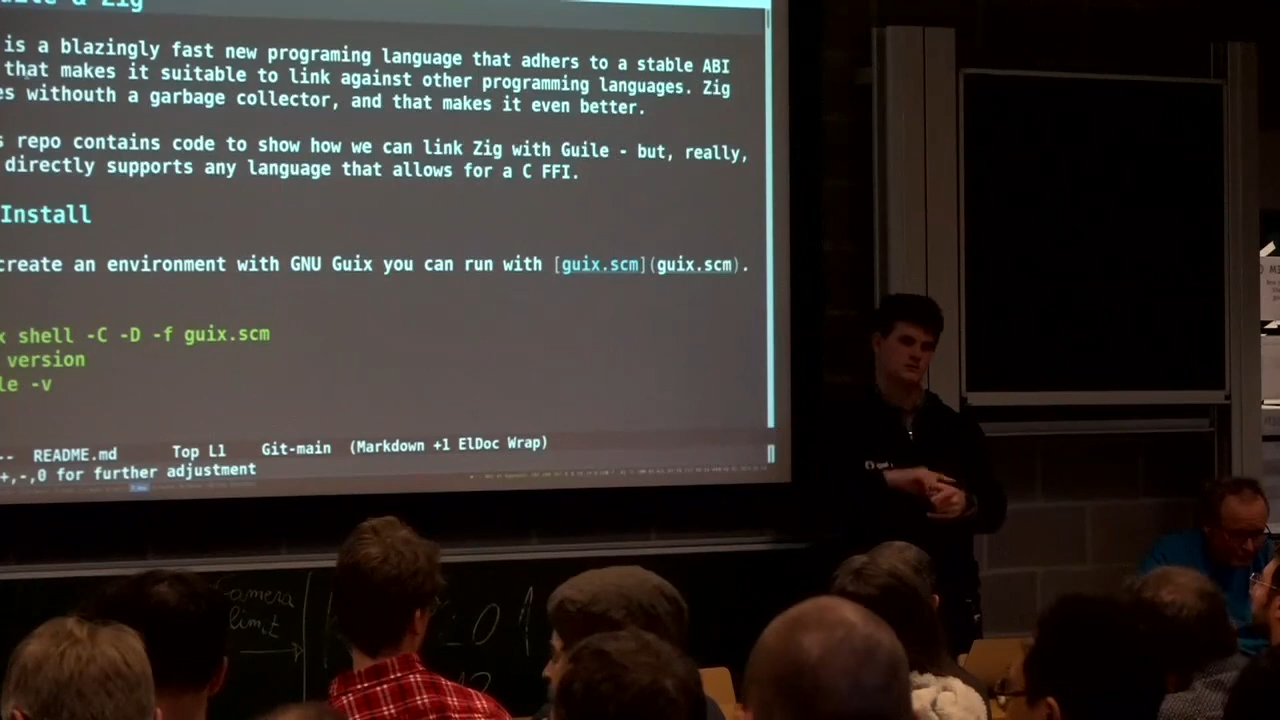 & Zig
is a blazingly fast new programing language that adhers to a stable ABI
that makes it suitable to link against other programming languages. Zig
es withouth a garbage collector, and that makes it even better.
s repo contains code to show how we can link Zig with Guile - but, really,
directly supports any language that allows for a C FFI.
Install
create an environment with GNU Guix you can run with [guix.scm](guix.scm).
x shell -C -D -f guix.scm
version
le -v
-- README.md Top L1 Git-main (Markdown +1 ElDoc Wrap)
+,-,0 for further adjustment
Camera
limit